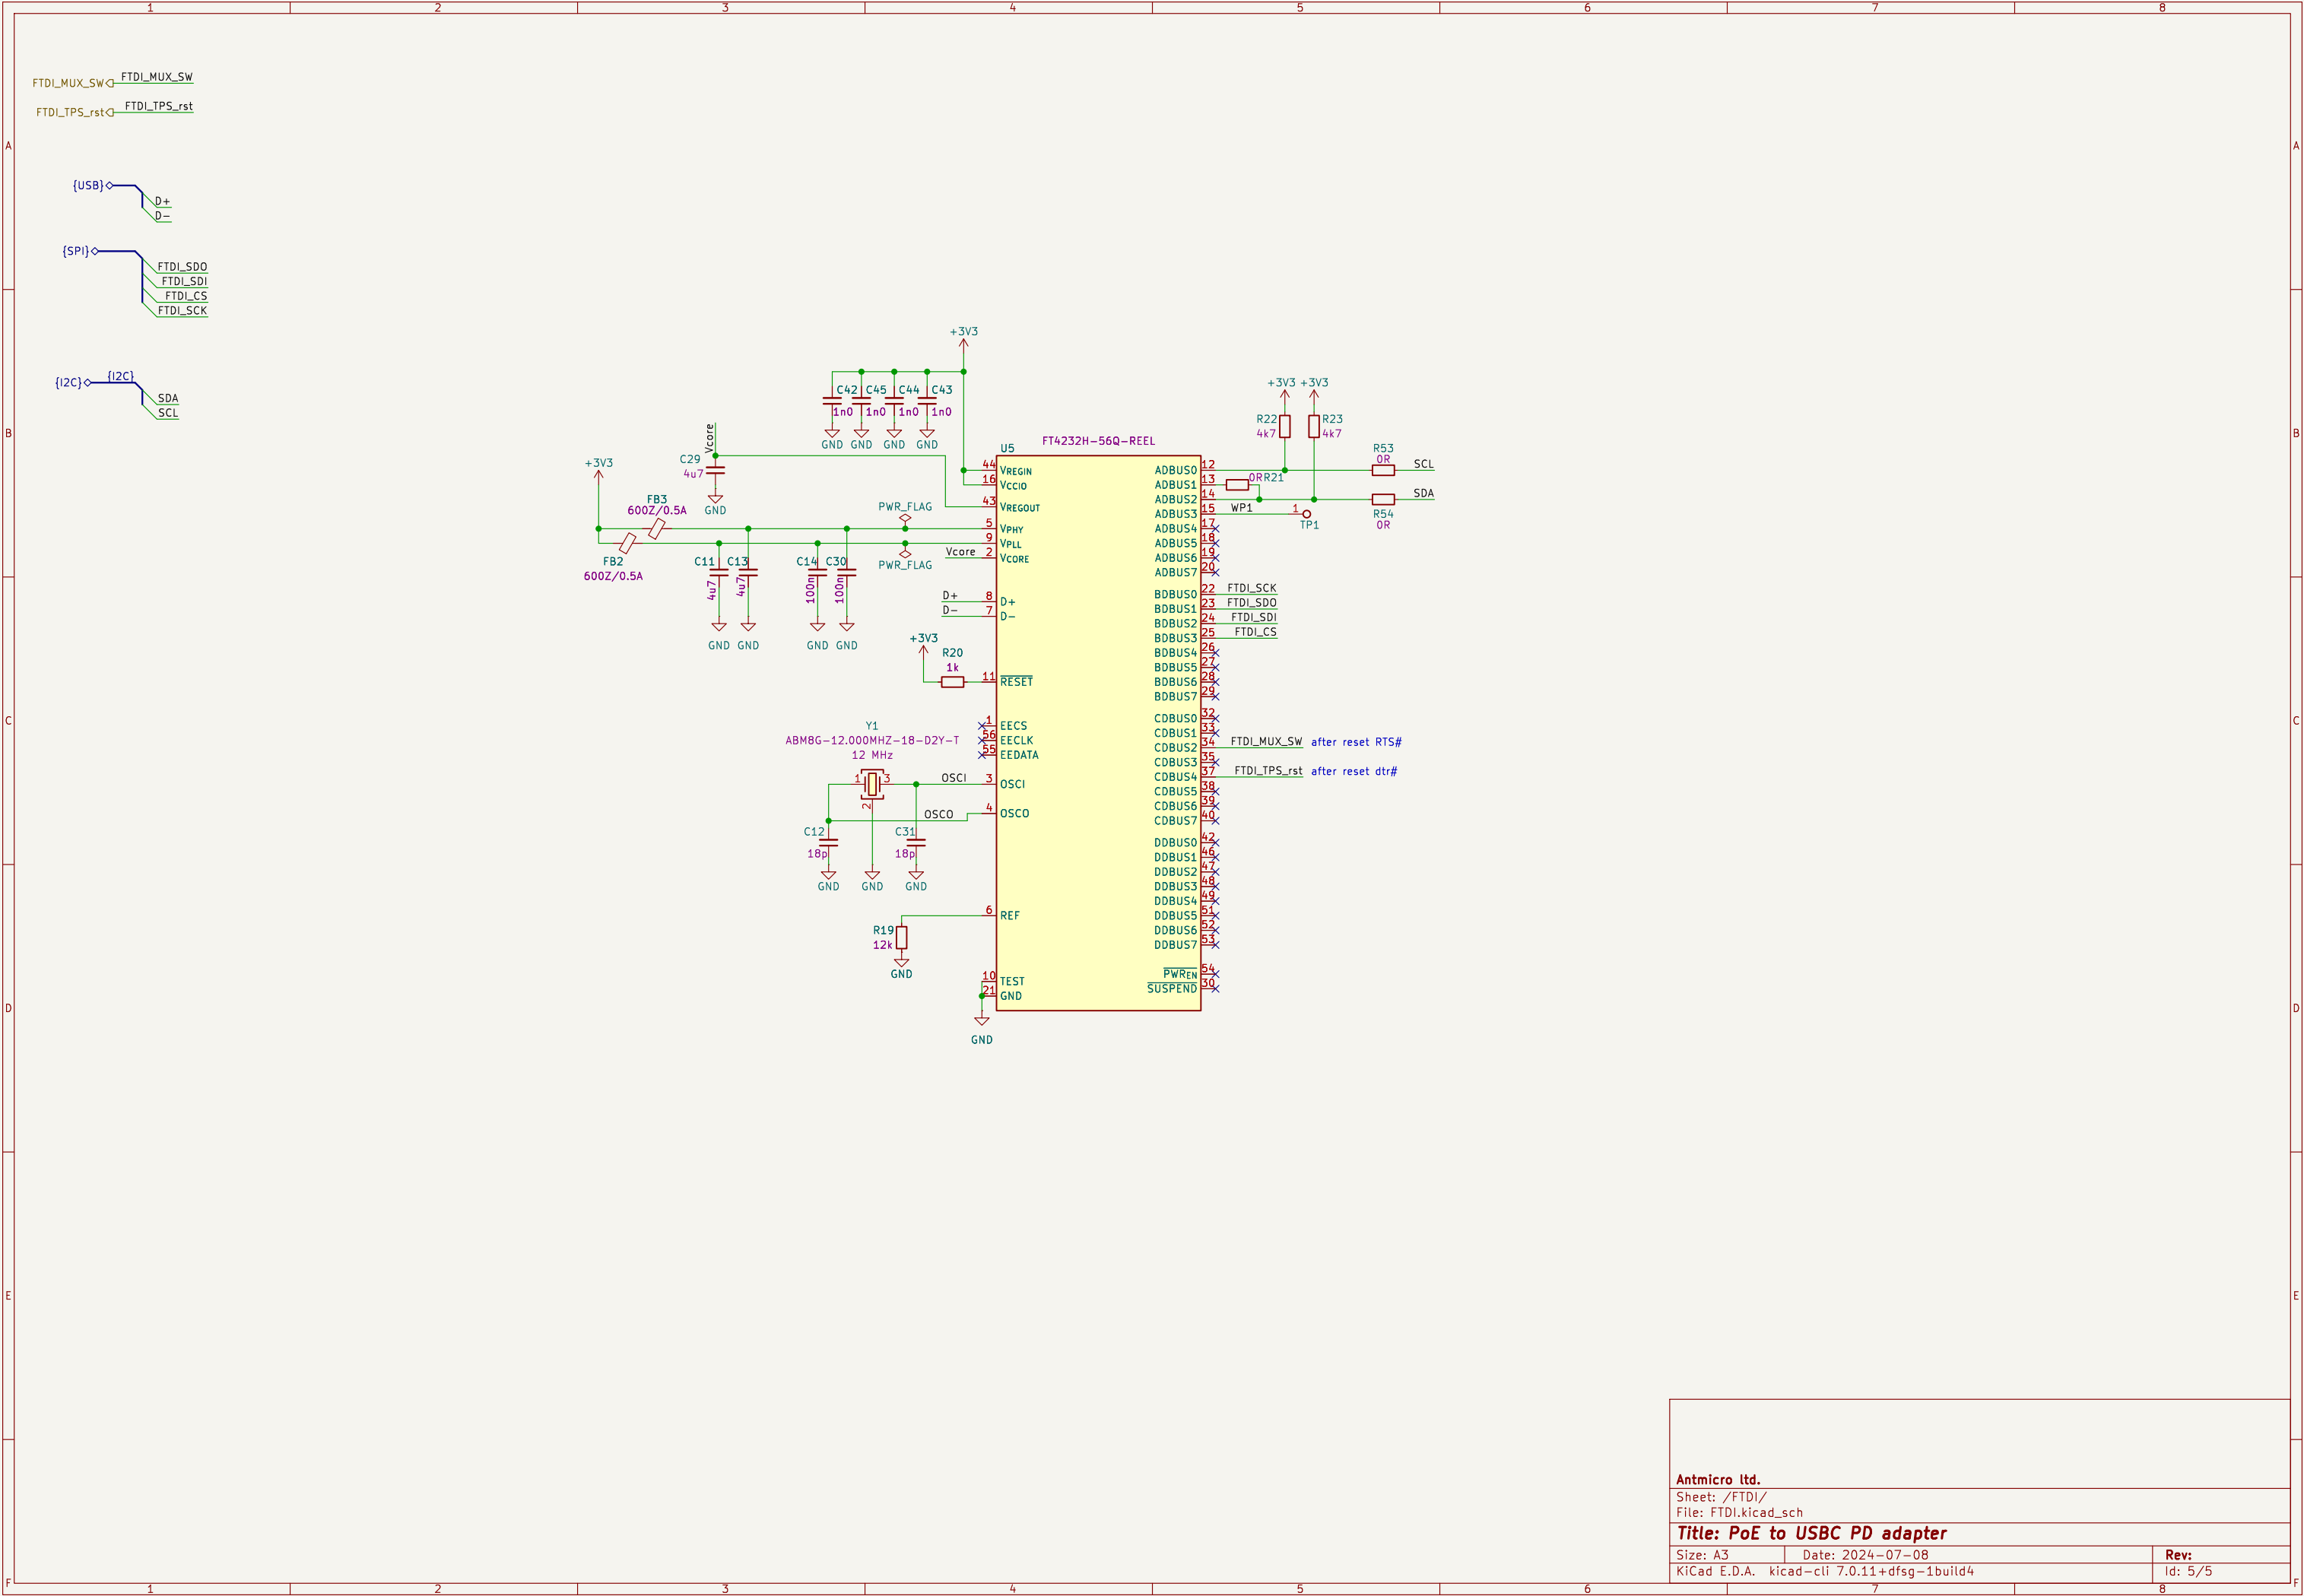 1 2 3 4 5 6 7 8
A A
B B
C C
D D
E E
F F
FTDI_MUX_SW FTDI_MUX_SW
FTDI_TPS_rst FTDI_TPS_rst
{USB}
D+
D-
{SPI}
FTDI_SDO
FTDI_SDI
FTDI_CS
FTDI_SCK
{I2C} {I2C}
SDA
SCL
+3V3
C42 C45 C44 C43
1n0 1n0 1n0 1n0
GND GND GND GND
Vcore
C29
4u7
GND
+3V3
FB3
600Z/0.5A
FB2
600Z/0.5A
PWR_FLAG
PWR_FLAG
Vcore
C11 C13 C14 C30
4u7 4u7 100n 100n
GND GND GND GND
D+
D-
+3V3
R20
1k
Y1
ABM8G-12.000MHZ-18-D2Y-T
12 MHz
1 3
2
OSCI
OSCO
C12 C31
18p 18p
GND GND GND
R19
12k
GND
GND
U5
FT4232H-56Q-REEL
44 VREGIN
16 VCCIO
43 VREGOUT
5 VPHY
9 VPLL
2 VCORE
8 D+
7 D-
11 RESET
1 EECS
56 EECLK
55 EEDATA
3 OSCI
4 OSCO
6 REF
10 TEST
21 GND
ADBUS0 12
ADBUS1 13
ADBUS2 14
ADBUS3 15
ADBUS4 17
ADBUS5 18
ADBUS6 19
ADBUS7 20
BDBUS0 22
BDBUS1 23
BDBUS2 24
BDBUS3 25
BDBUS4 26
BDBUS5 27
BDBUS6 28
BDBUS7 29
CDBUS0 32
CDBUS1 33
CDBUS2 34
CDBUS3 35
CDBUS4 37
CDBUS5 38
CDBUS6 39
CDBUS7 40
DDBUS0 42
DDBUS1 46
DDBUS2 47
DDBUS3 48
DDBUS4 49
DDBUS5 51
DDBUS6 52
DDBUS7 53
PWREN 54
SUSPEND 30
+3V3 +3V3
R22 R23
4k7 4k7
0R R21
R53
0R
SCL
SDA
R54
0R
WP1
1
TP1
FTDI_SCK
FTDI_SDO
FTDI_SDI
FTDI_CS
FTDI_MUX_SW after reset RTS#
FTDI_TPS_rst after reset dtr#
Antmicro ltd.
Sheet: /FTDI/
File: FTDI.kicad_sch
Title: PoE to USBC PD adapter
Size: A3 Date: 2024-07-08 Rev:
KiCad E.D.A. kicad-cli 7.0.11+dfsg-1build4 Id: 5/5
1 2 3 4 5 6 7 8